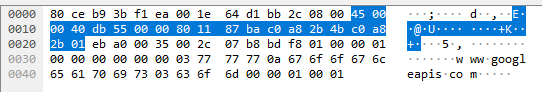 0000 80 ce b9 3b f1 ea 00 1e 64 d1 bb 2c 08 00 45 00 ···;···· d··,··E·
0010 00 40 db 55 00 00 80 11 87 ba c0 a8 2b 4b c0 a8 ·@·U···· ····+K··
0020 2b 01 eb a0 00 35 00 2c 07 b8 bd f8 01 00 00 01 +····5·, ········
0030 00 00 00 00 00 00 03 77 77 77 0a 67 6f 6f 67 6c ·······w ww·googl
0040 65 61 70 69 73 03 63 6f 6d 00 00 01 00 01 eapis·co m·····